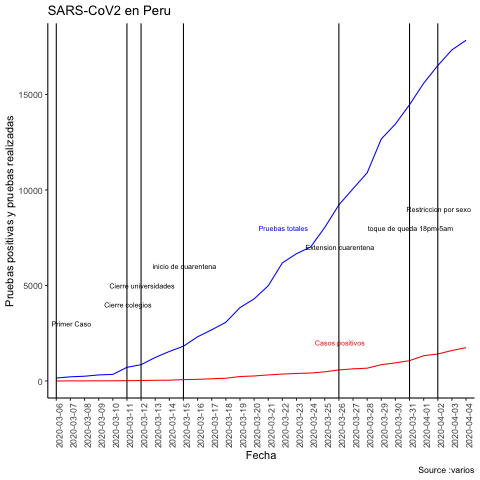 SARS-CoV2 en Peru
Pruebas positivas y pruebas realizadas
15000
10000
5000
0
Restriccion por sexo
Pruebas totales
toque de queda 18pm-5am
Extension cuarentena
inicio de cuarentena
Cierre universidades
Cierre colegios
Primer Caso
Casos positivos
2020-03-06
2020-03-07
2020-03-08
2020-03-09
2020-03-10
2020-03-11
2020-03-12
2020-03-13
2020-03-14
2020-03-15
2020-03-16
2020-03-17
2020-03-18
2020-03-19
2020-03-20
2020-03-21
2020-03-22
2020-03-23
2020-03-24
2020-03-25
2020-03-26
2020-03-27
2020-03-28
2020-03-29
2020-03-30
2020-03-31
2020-04-01
2020-04-02
2020-04-03
2020-04-04
Fecha
Source :varios